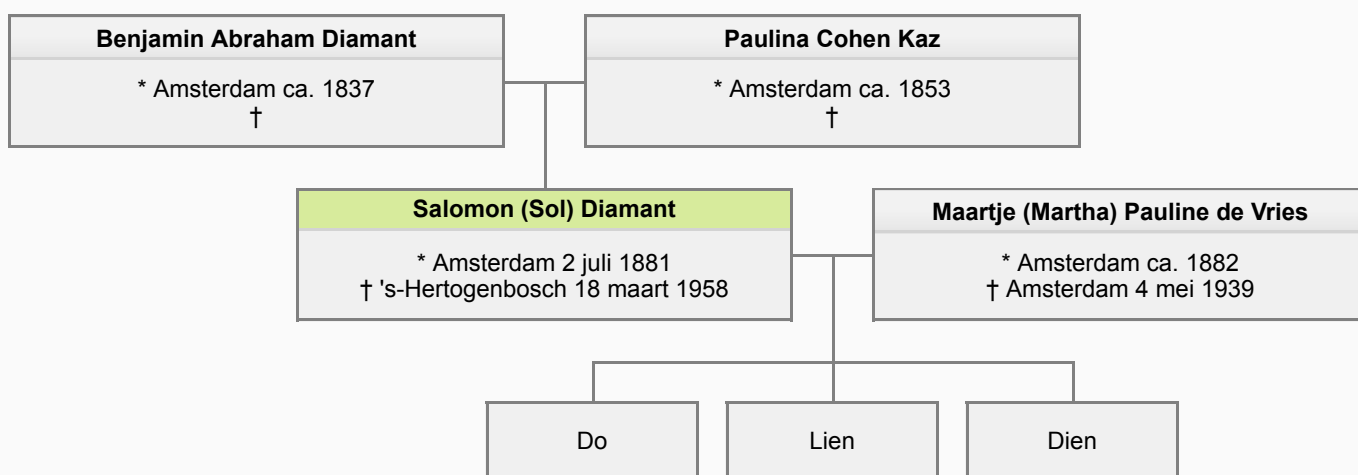 Benjamin Abraham Diamant
* Amsterdam ca. 1837
†
Paulina Cohen Kaz
* Amsterdam ca. 1853
†
Salomon (Sol) Diamant
* Amsterdam 2 juli 1881
† 's-Hertogenbosch 18 maart 1958
Maartje (Martha) Pauline de Vries
* Amsterdam ca. 1882
† Amsterdam 4 mei 1939
Do
Lien
Dien